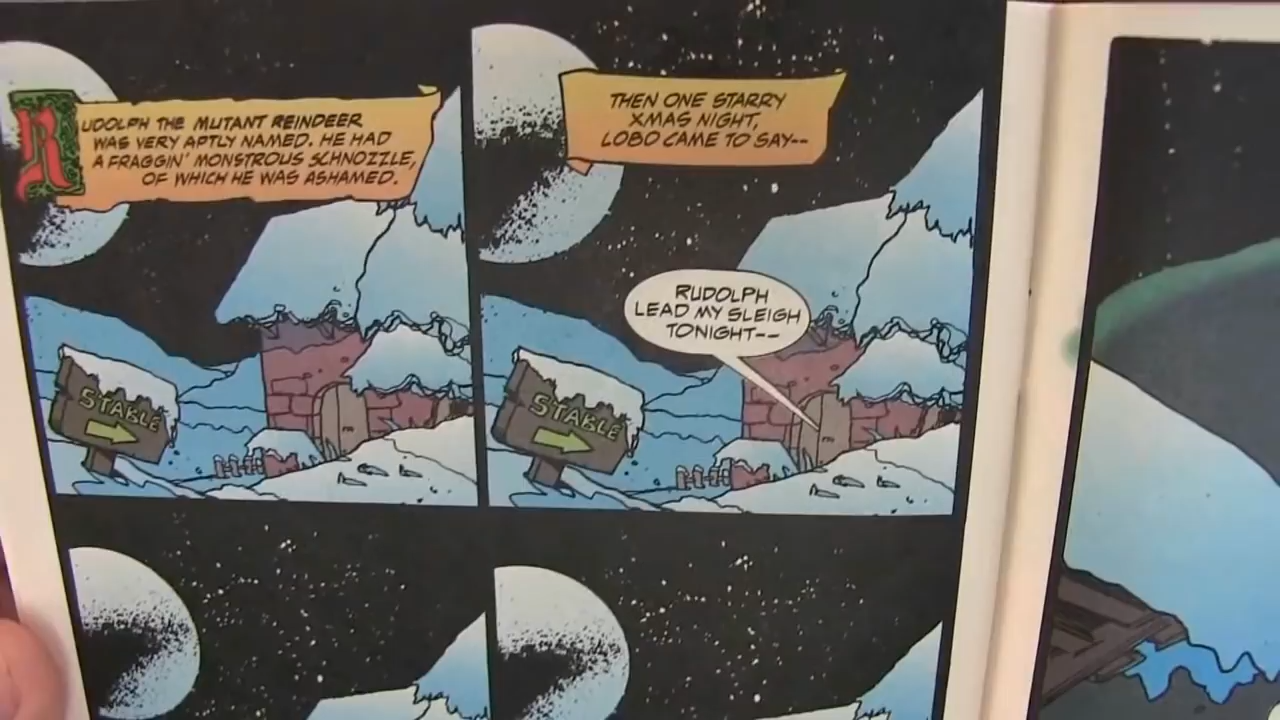 RUDOLPH THE MUTANT REINDEER
WAS VERY APTLY NAMED. HE HAD
A FRAGGIN' MONSTROUS SCHNOZZLE,
OF WHICH HE WAS ASHAMED.
STABLE
THEN ONE STARRY
XMAS NIGHT,
LOBO CAME TO SAY--
RUDOLPH
LEAD MY SLEIGH
TONIGHT--
STABLE